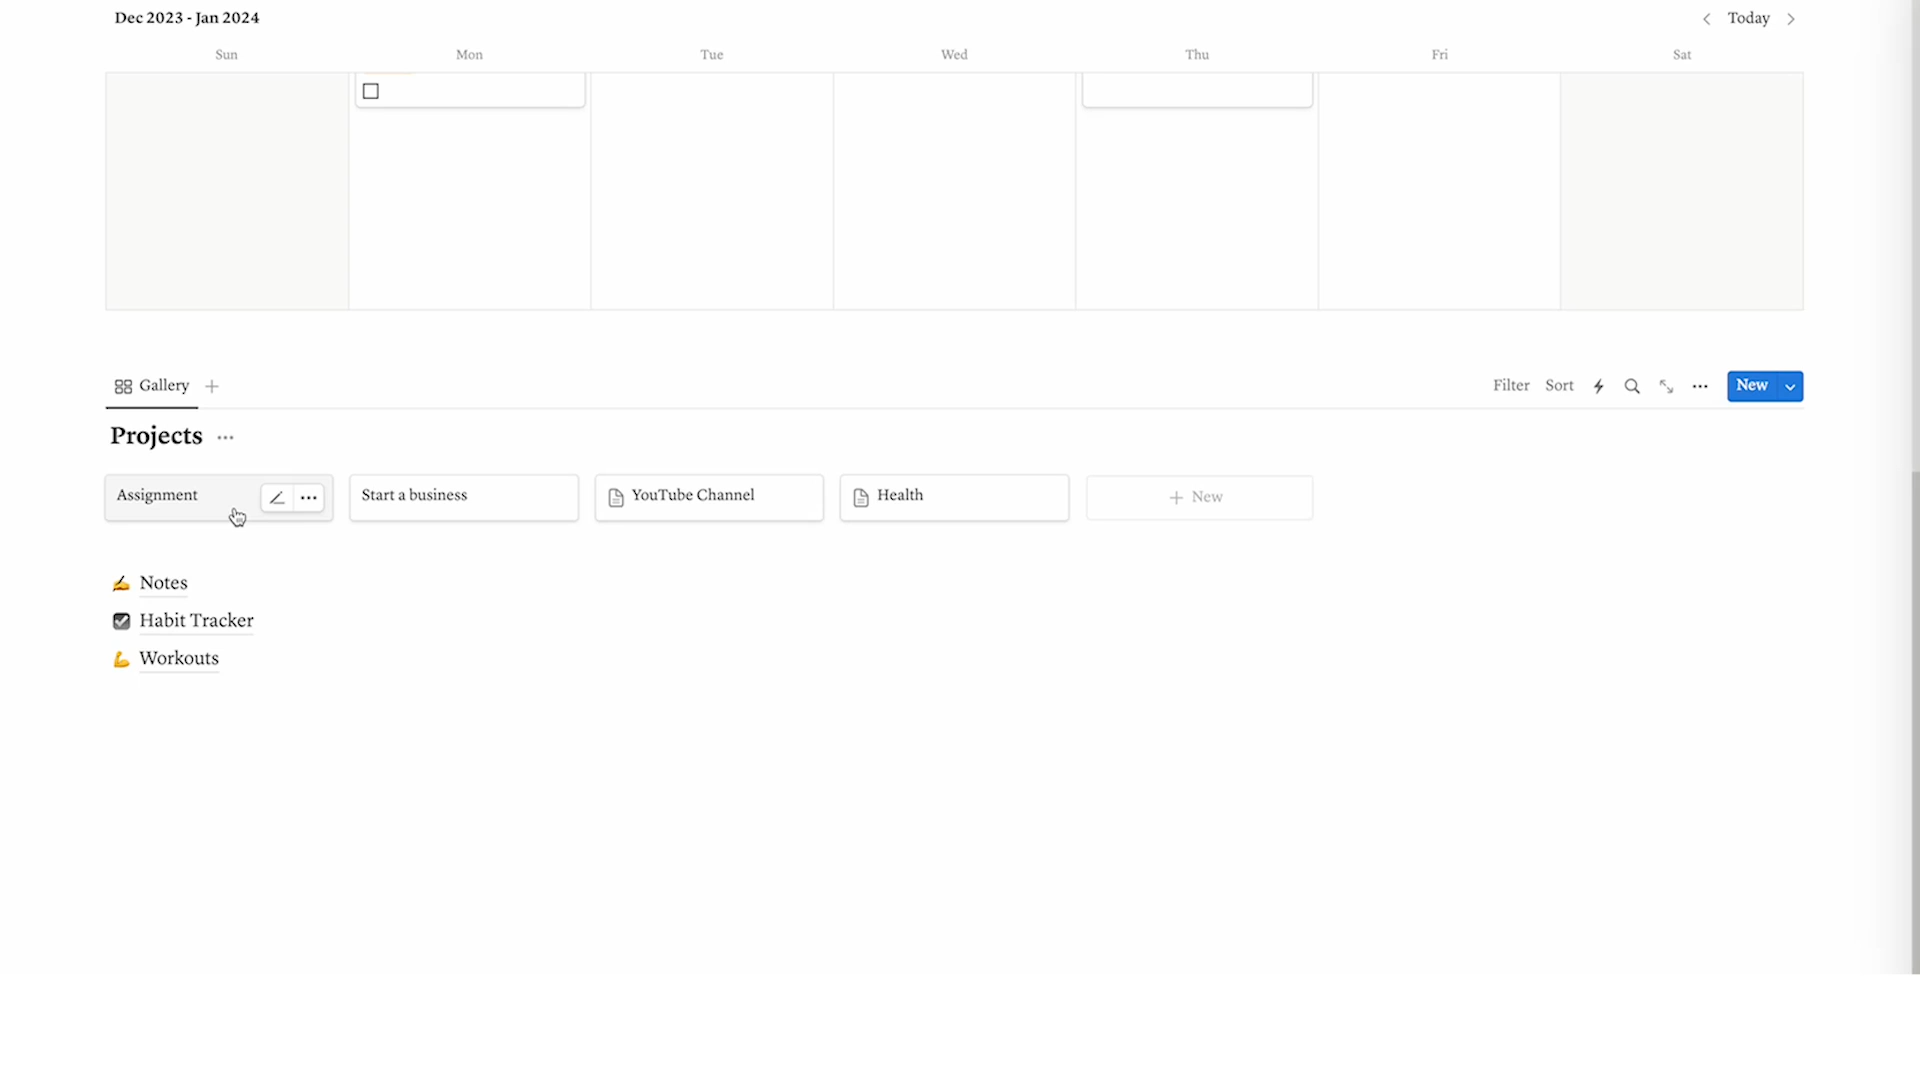 Dec 2023 - Jan 2024
Today
Sun Mon Tue Wed Thu Fri Sat
Gallery
Filter Sort New
Projects
Assignment Start a business YouTube Channel Health New
Notes
Habit Tracker
Workouts